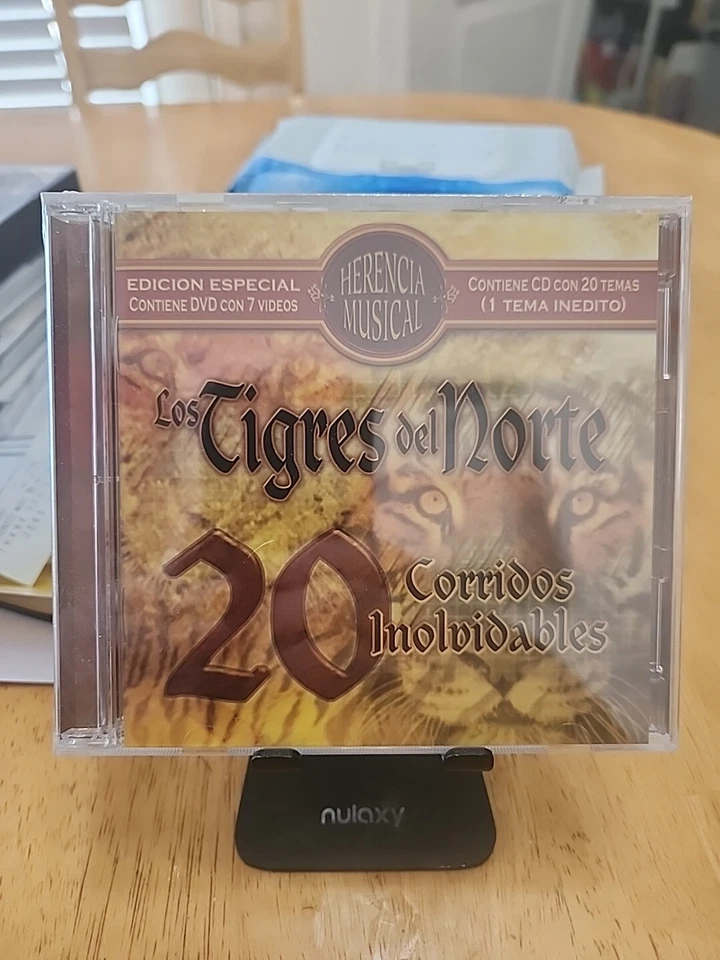 EDICION ESPECIAL
CONTIENE DVD CON 7 VIDEOS
HERENCIA
MUSICAL
CONTIENE CD CON 20 TEMAS
(1 TEMA INEDITO)
Los Tigres del Norte
20
Corridos
Inolvidables
nulaxy